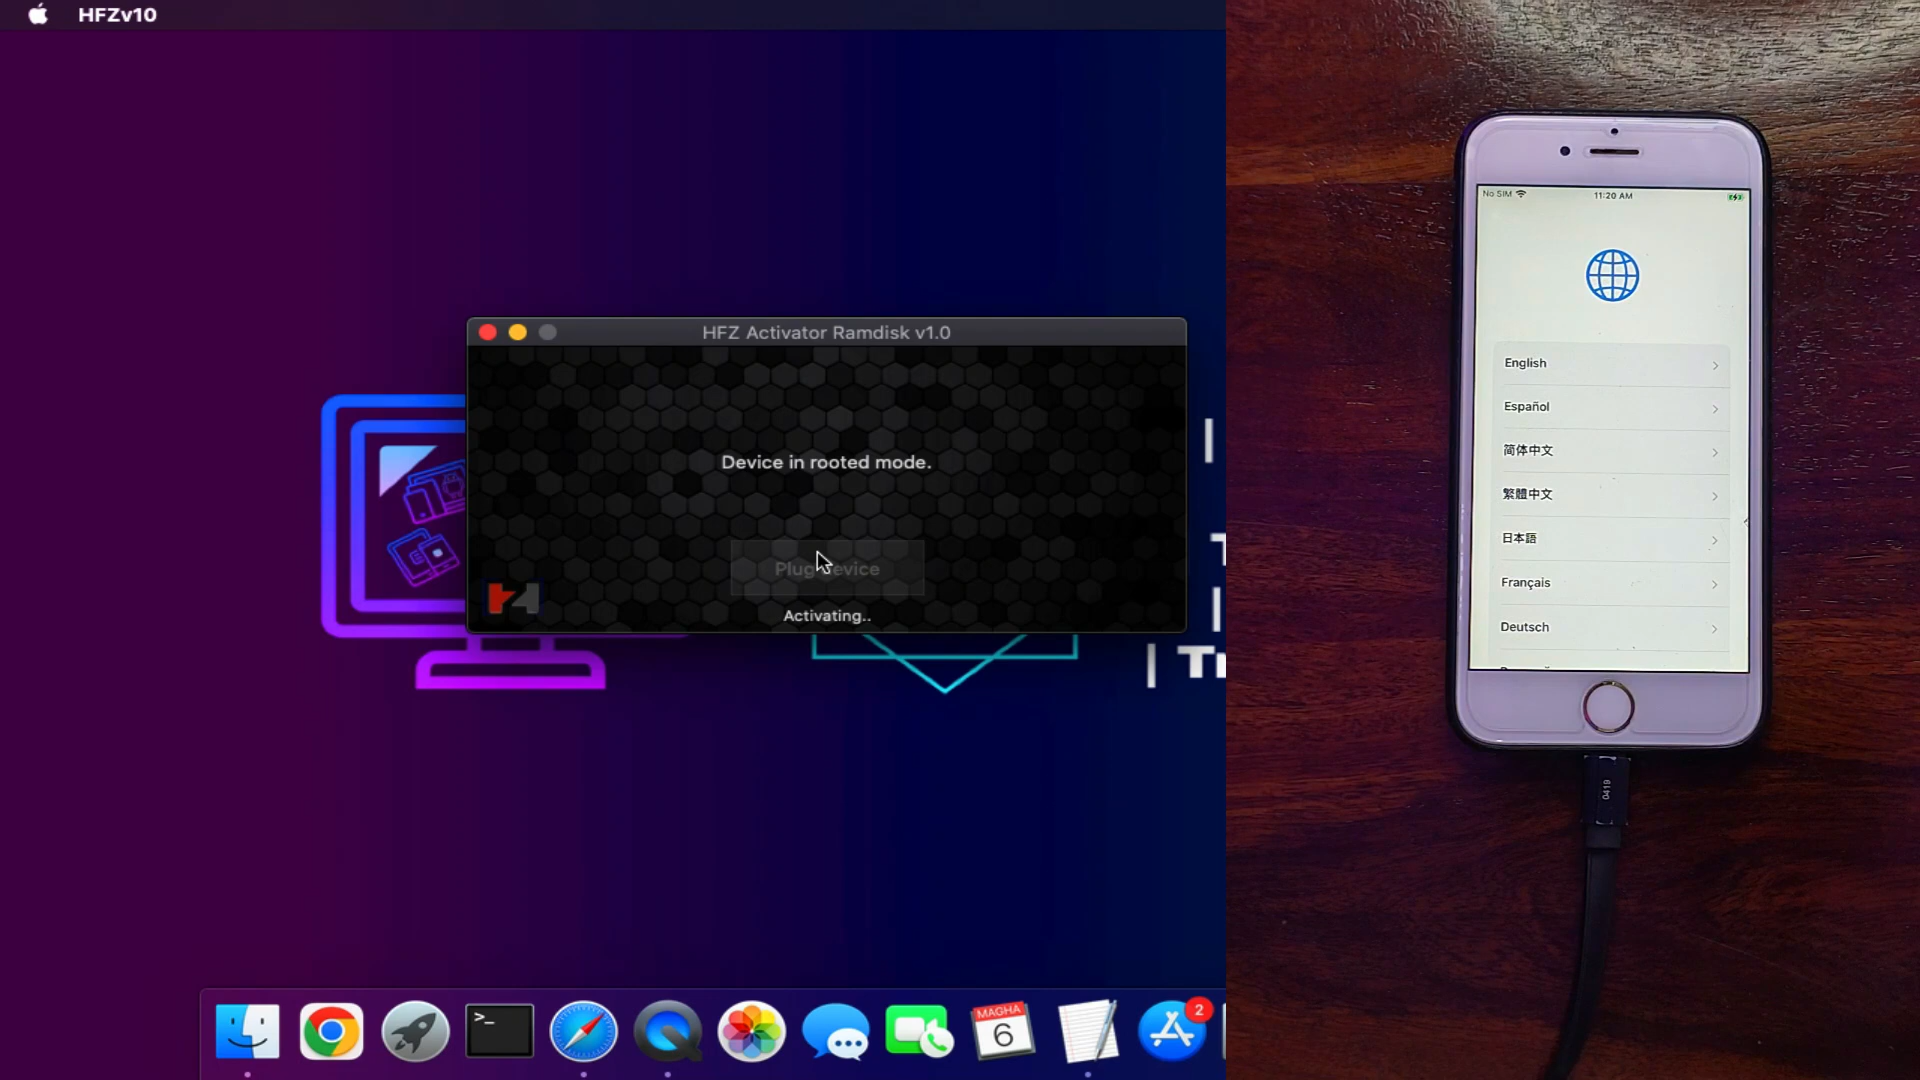 HFZv10
HFZ Activator Ramdisk v1.0
Device in rooted mode.
Plug device
Activating..
MAGHA
6
2
No SIM
11:20 AM
English
Español
简体中文
繁體中文
日本語
Français
Deutsch
0419